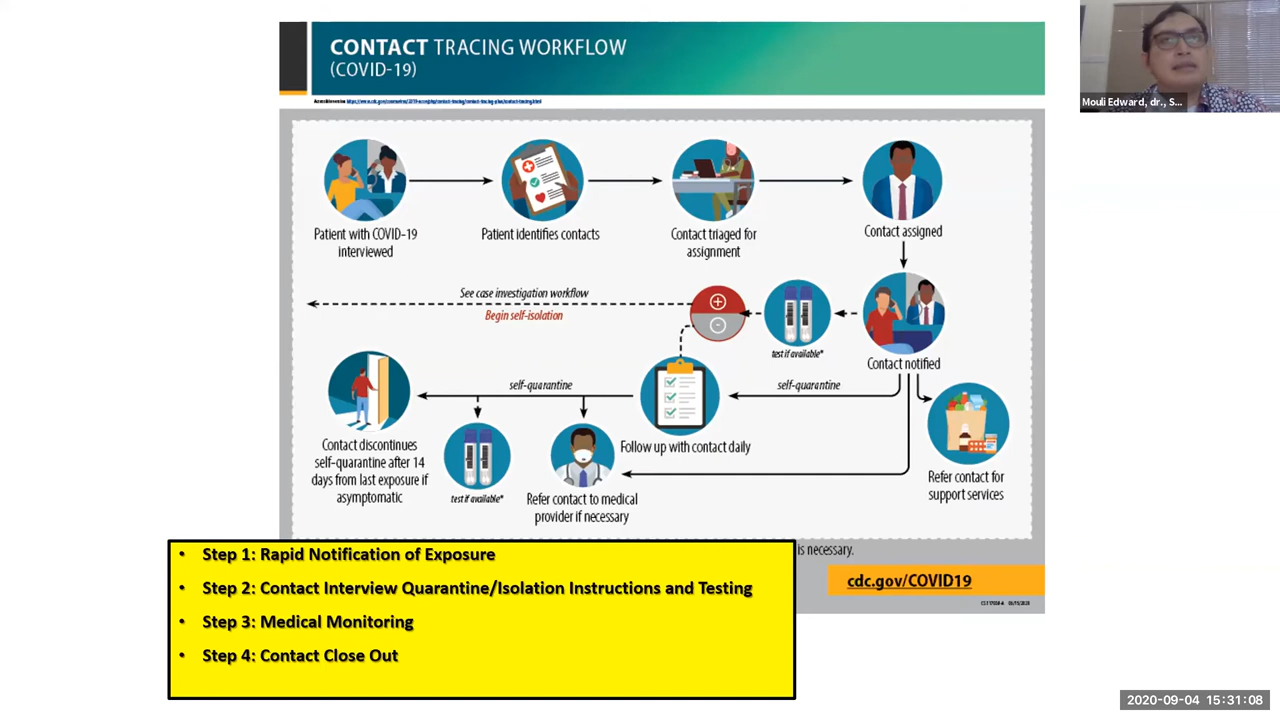 CONTACT TRACING WORKFLOW
(COVID-19)
Mouli Edward, dr., S...
Patient with COVID-19
interviewed
Patient identifies contacts
Contact triaged for
assignment
Contact assigned
See case investigation workflow
Begin self-isolation
test if available*
Contact notified
self-quarantine
self-quarantine
Follow up with contact daily
Contact discontinues
self-quarantine after 14
days from last exposure if
asymptomatic
test if available*
Refer contact to medical
provider if necessary
Refer contact for
support services
is necessary.
• Step 1: Rapid Notification of Exposure
• Step 2: Contact Interview Quarantine/Isolation Instructions and Testing
• Step 3: Medical Monitoring
• Step 4: Contact Close Out
cdc.gov/COVID19
2020-09-04 15:31:08